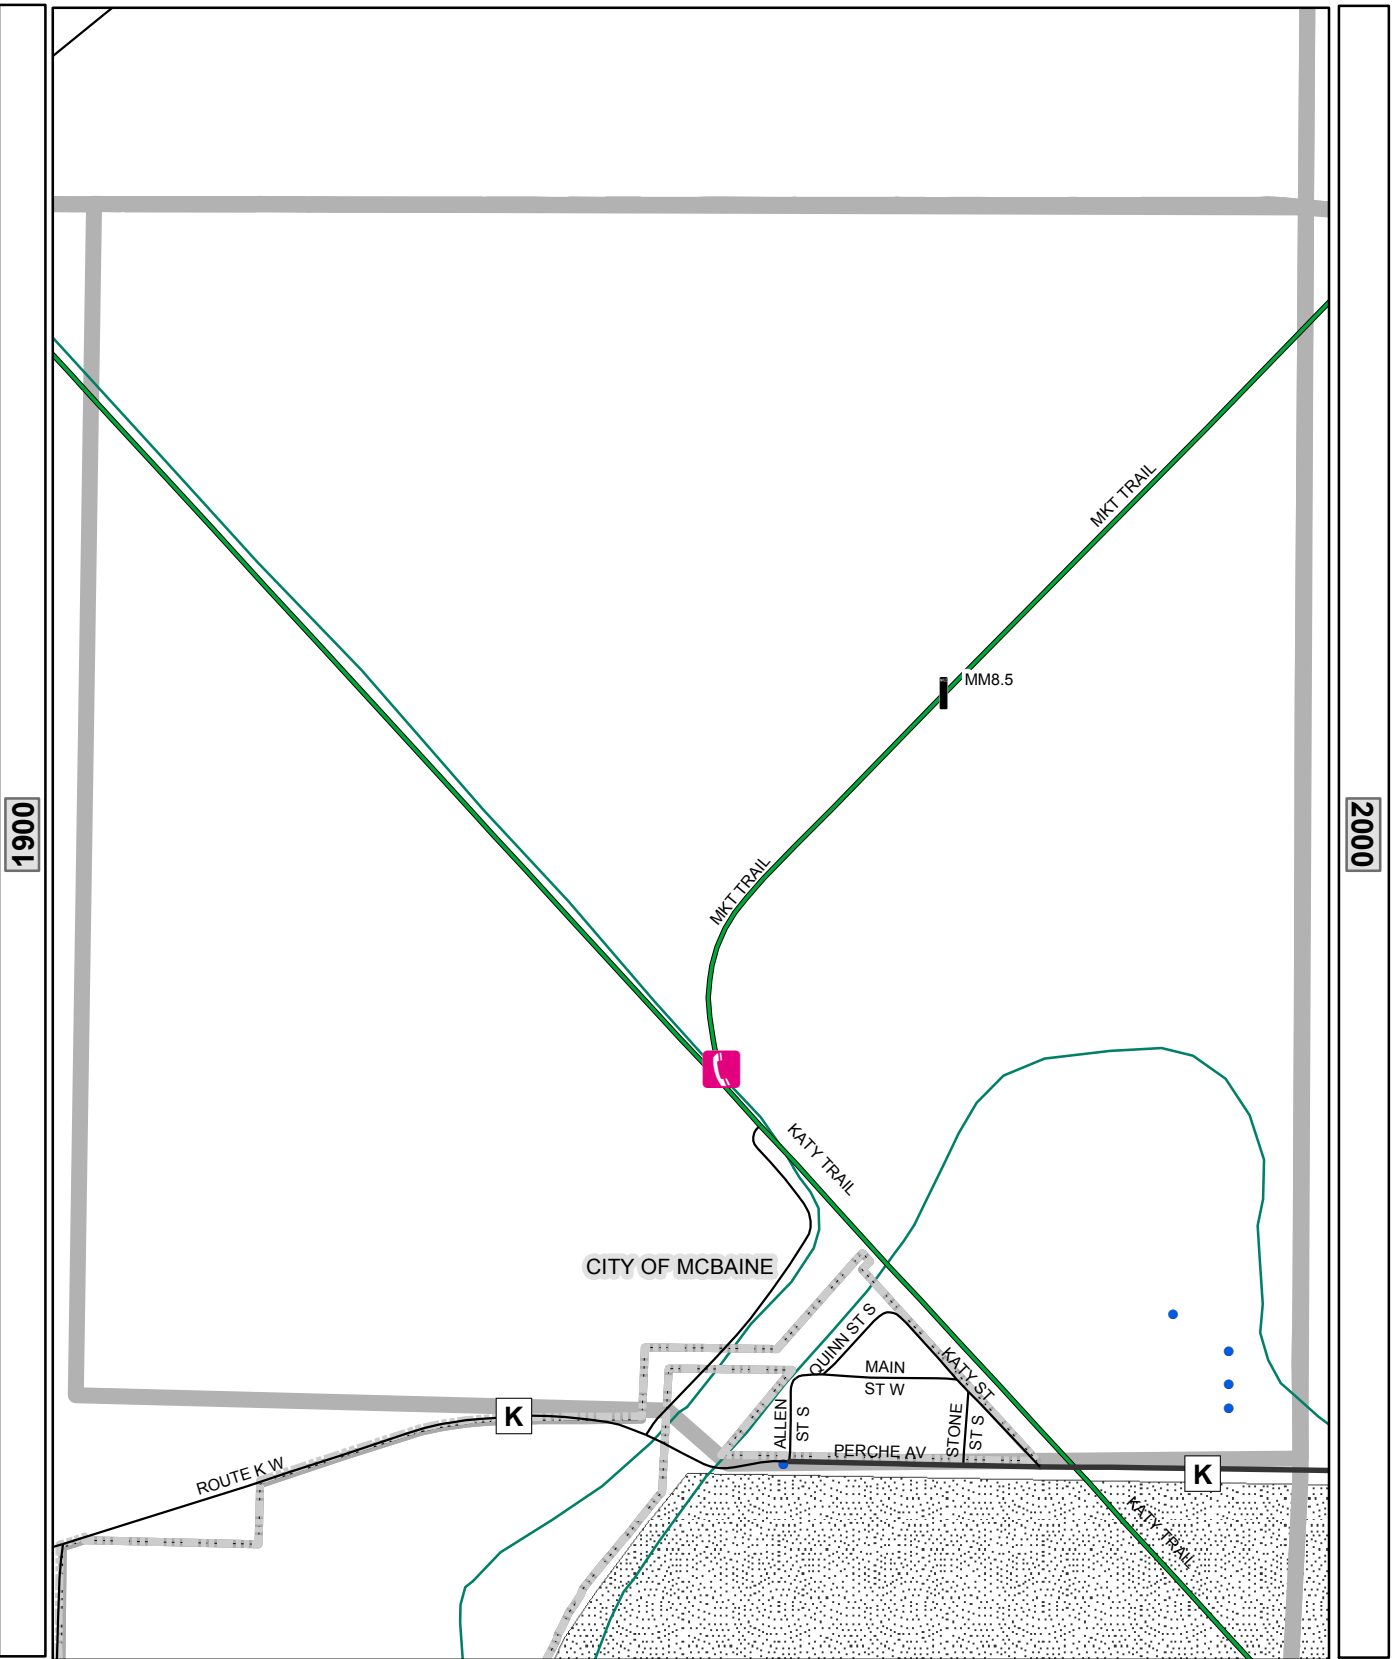 MKT TRAIL
MM8.5
1900
2000
MKT TRAIL
KATY TRAIL
CITY OF MCBAINE
QUINN ST S
MAIN
ST W
KATY ST
ALLEN
ST S
STONE
ST S
K
PERCHE AV
ROUTE K W
K
KATY TRAIL